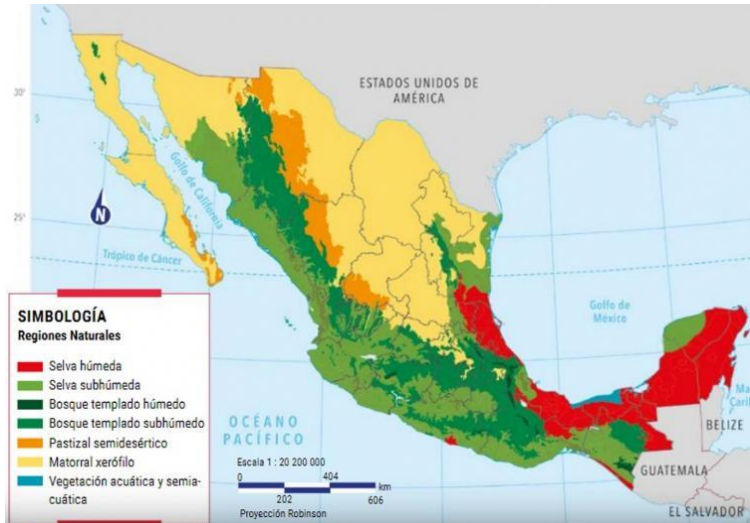 ESTADOS UNIDOS DE
AMÉRICA
30°
25°
Golfo de California
N
Trópico de Cáncer
SIMBOLOGÍA
Regiones Naturales
Selva húmeda
Selva subhúmeda
Bosque templado húmedo
Bosque templado subhúmedo
Pastizal semidesértico
Matorral xerófilo
Vegetación acuática y semia-
cuática
Golfo de
México
OCÉANO
PACÍFICO
Escala 1 : 20 200 000
0 404
km
202 606
Proyección Robinson
Ma
Carib
BELIZE
GUATEMALA
EL SALVADOR